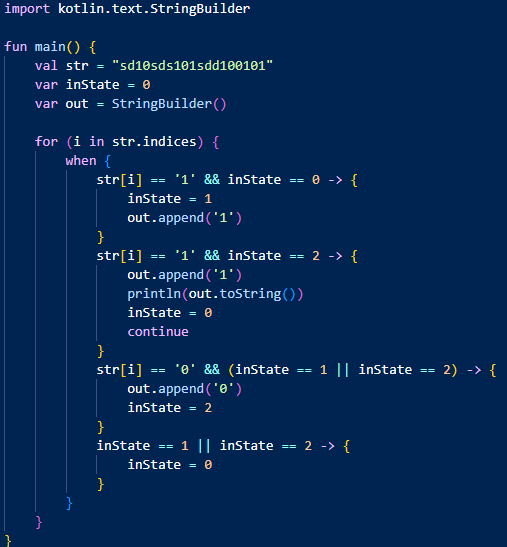 import kotlin.text.StringBuilder
fun main() {
    val str = "sd10sds101sdd100101"
    var inState = 0
    var out = StringBuilder()
    for (i in str.indices) {
        when {
            str[i] == '1' && inState == 0 -> {
                inState = 1
                out.append('1')
            }
            str[i] == '1' && inState == 2 -> {
                out.append('1')
                println(out.toString())
                inState = 0
                continue
            }
            str[i] == '0' && (inState == 1 || inState == 2) -> {
                out.append('0')
                inState = 2
            }
            inState == 1 || inState == 2 -> {
                inState = 0
            }
        }
    }
}